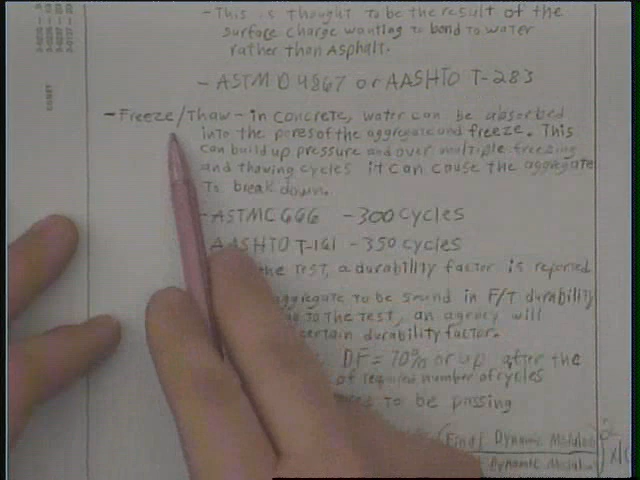 - This is thought to be the result of the
surface charge wanting to bond to water
rather than Asphalt.
- ASTM D 4867 or AASHTO T-283
- Freeze/Thaw - in concrete, water can be absorbed
into the pores of the aggregate and freeze. This
can build up pressure and over multiple freezing
and thawing cycles it can cause the aggregate
to break down.
- ASTM C 666 - 300 cycles
AASHTO T-161 - 350 cycles
the Test, a durability factor is reported
aggregate to be sound in F/T durability
to the Test, an agency will
certain durability factor.
DF = 70% or up after the
of required number of cycles
to be passing
(Final Dynamic Modulus)²
Dynamic Modulus